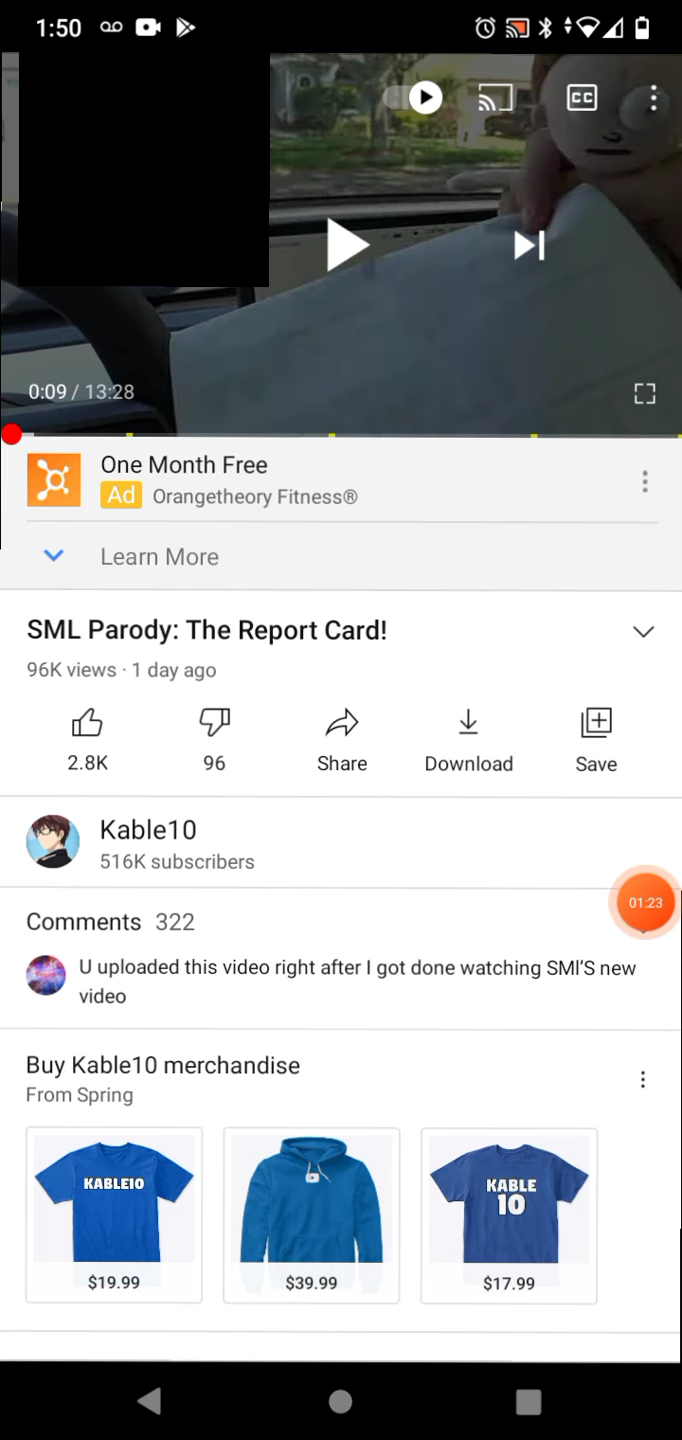 1:50
CC
0:09 / 13:28
One Month Free
Ad Orangetheory Fitness®
Learn More
SML Parody: The Report Card!
96K views · 1 day ago
2.8K
96
Share
Download
Save
Kable10
516K subscribers
01:23
Comments 322
U uploaded this video right after I got done watching SMl'S new
video
Buy Kable10 merchandise
From Spring
KABLE10
KABLE
10
$19.99
$39.99
$17.99